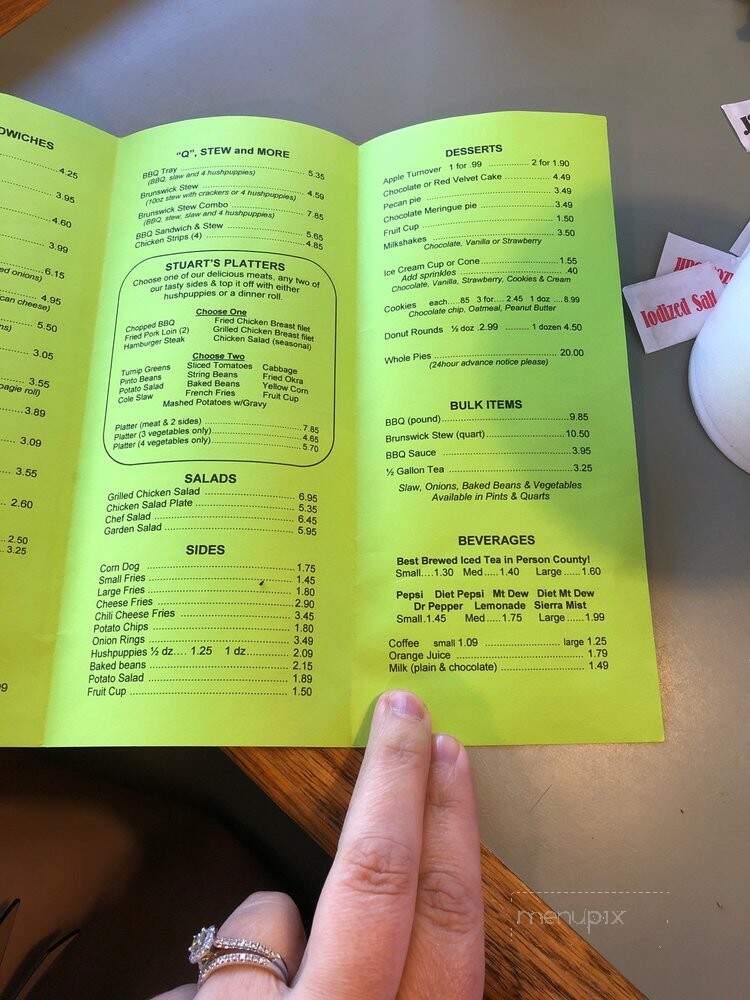 DWICHES
4.25
3.95
4.60
3.99
6.15
ed onions)
4.95
can cheese)
5.50
ns)
3.05
3.55
oagie roll)
3.89
3.09
3.55
2.60
2.50
3.25
99
"Q", STEW and MORE
BBQ Tray 5.35
(BBQ, slaw and 4 hushpuppies)
Brunswick Stew 4.59
(10oz stew with crackers or 4 hushpuppies)
Brunswick Stew Combo 7.85
(BBQ, stew, slaw and 4 hushpuppies)
BBQ Sandwich & Stew 5.65
Chicken Strips (4) 4.85
STUART'S PLATTERS
Choose one of our delicious meats, any two of
our tasty sides & top it off with either
hushpuppies or a dinner roll.
Choose One
Chopped BBQ Fried Chicken Breast filet
Fried Pork Loin (2) Grilled Chicken Breast filet
Hamburger Steak Chicken Salad (seasonal)
Choose Two
Turnip Greens Sliced Tomatoes Cabbage
Pinto Beans String Beans Fried Okra
Potato Salad Baked Beans Yellow Corn
Cole Slaw French Fries Fruit Cup
Mashed Potatoes w/Gravy
Platter (meat & 2 sides) 7.85
Platter (3 vegetables only) 4.65
Platter (4 vegetables only) 5.70
SALADS
Grilled Chicken Salad 6.95
Chicken Salad Plate 5.35
Chef Salad 6.45
Garden Salad 5.95
SIDES
Corn Dog 1.75
Small Fries 1.45
Large Fries 1.80
Cheese Fries 2.90
Chili Cheese Fries 3.45
Potato Chips 1.80
Onion Rings 3.49
Hushpuppies ½ dz.... 1.25 1 dz 2.09
Baked beans 2.15
Potato Salad 1.89
Fruit Cup 1.50
DESSERTS
Apple Turnover 1 for .99 2 for 1.90
Chocolate or Red Velvet Cake 4.49
Pecan pie 3.49
Chocolate Meringue pie 3.49
Fruit Cup 1.50
Milkshakes 3.50
Chocolate, Vanilla or Strawberry
Ice Cream Cup or Cone 1.55
Add sprinkles .40
Chocolate, Vanilla, Strawberry, Cookies & Cream
Cookies each.....85 3 for.... 2.45 1 doz ....8.99
Chocolate chip, Oatmeal, Peanut Butter
Donut Rounds ½ doz .2.99 1 dozen 4.50
Whole Pies 20.00
(24hour advance notice please)
BULK ITEMS
BBQ (pound) 9.85
Brunswick Stew (quart) 10.50
BBQ Sauce 3.95
½ Gallon Tea 3.25
Slaw, Onions, Baked Beans & Vegetables
Available in Pints & Quarts
BEVERAGES
Best Brewed Iced Tea in Person County!
Small....1.30 Med .....1.40 Large ......1.60
Pepsi Diet Pepsi Mt Dew Diet Mt Dew
Dr Pepper Lemonade Sierra Mist
Small.1.45 Med.....1.75 Large......1.99
Coffee small 1.09 large 1.25
Orange Juice 1.79
Milk (plain & chocolate) 1.49
Iodized Salt
menupix